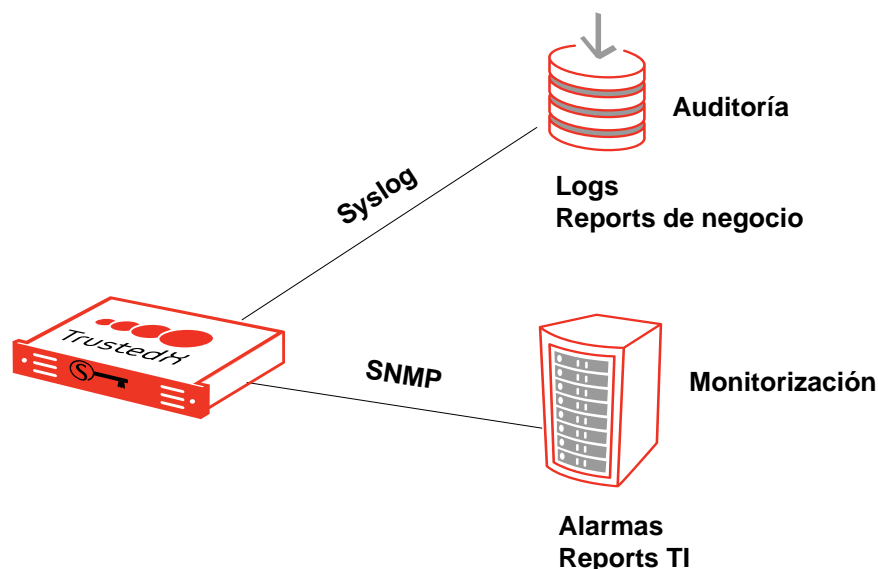 Auditoría
Syslog
Logs
Reports de negocio
TrustedX
S
SNMP
Monitorización
Alarmas
Reports TI